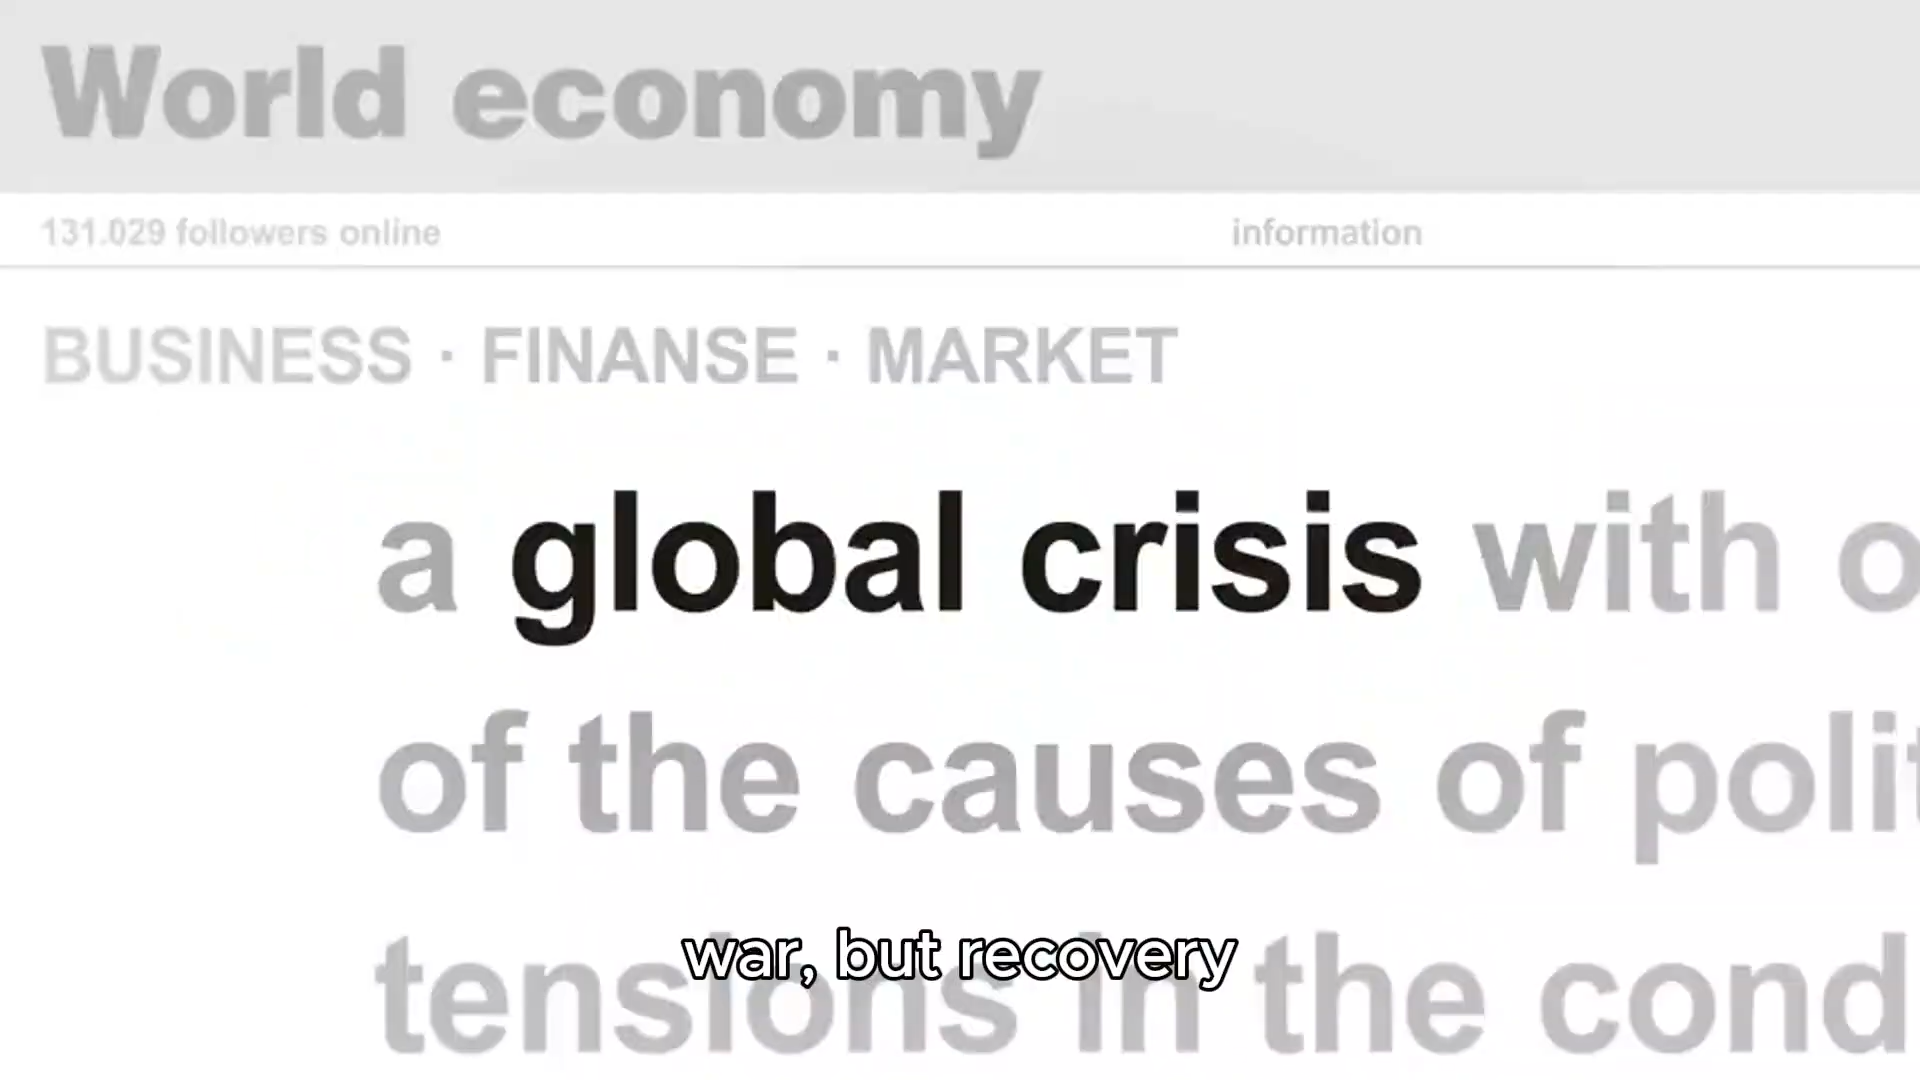 World economy
131.029 followers online information
BUSINESS · FINANSE · MARKET
a global crisis with
of the causes of
tensions in the
war, but recovery